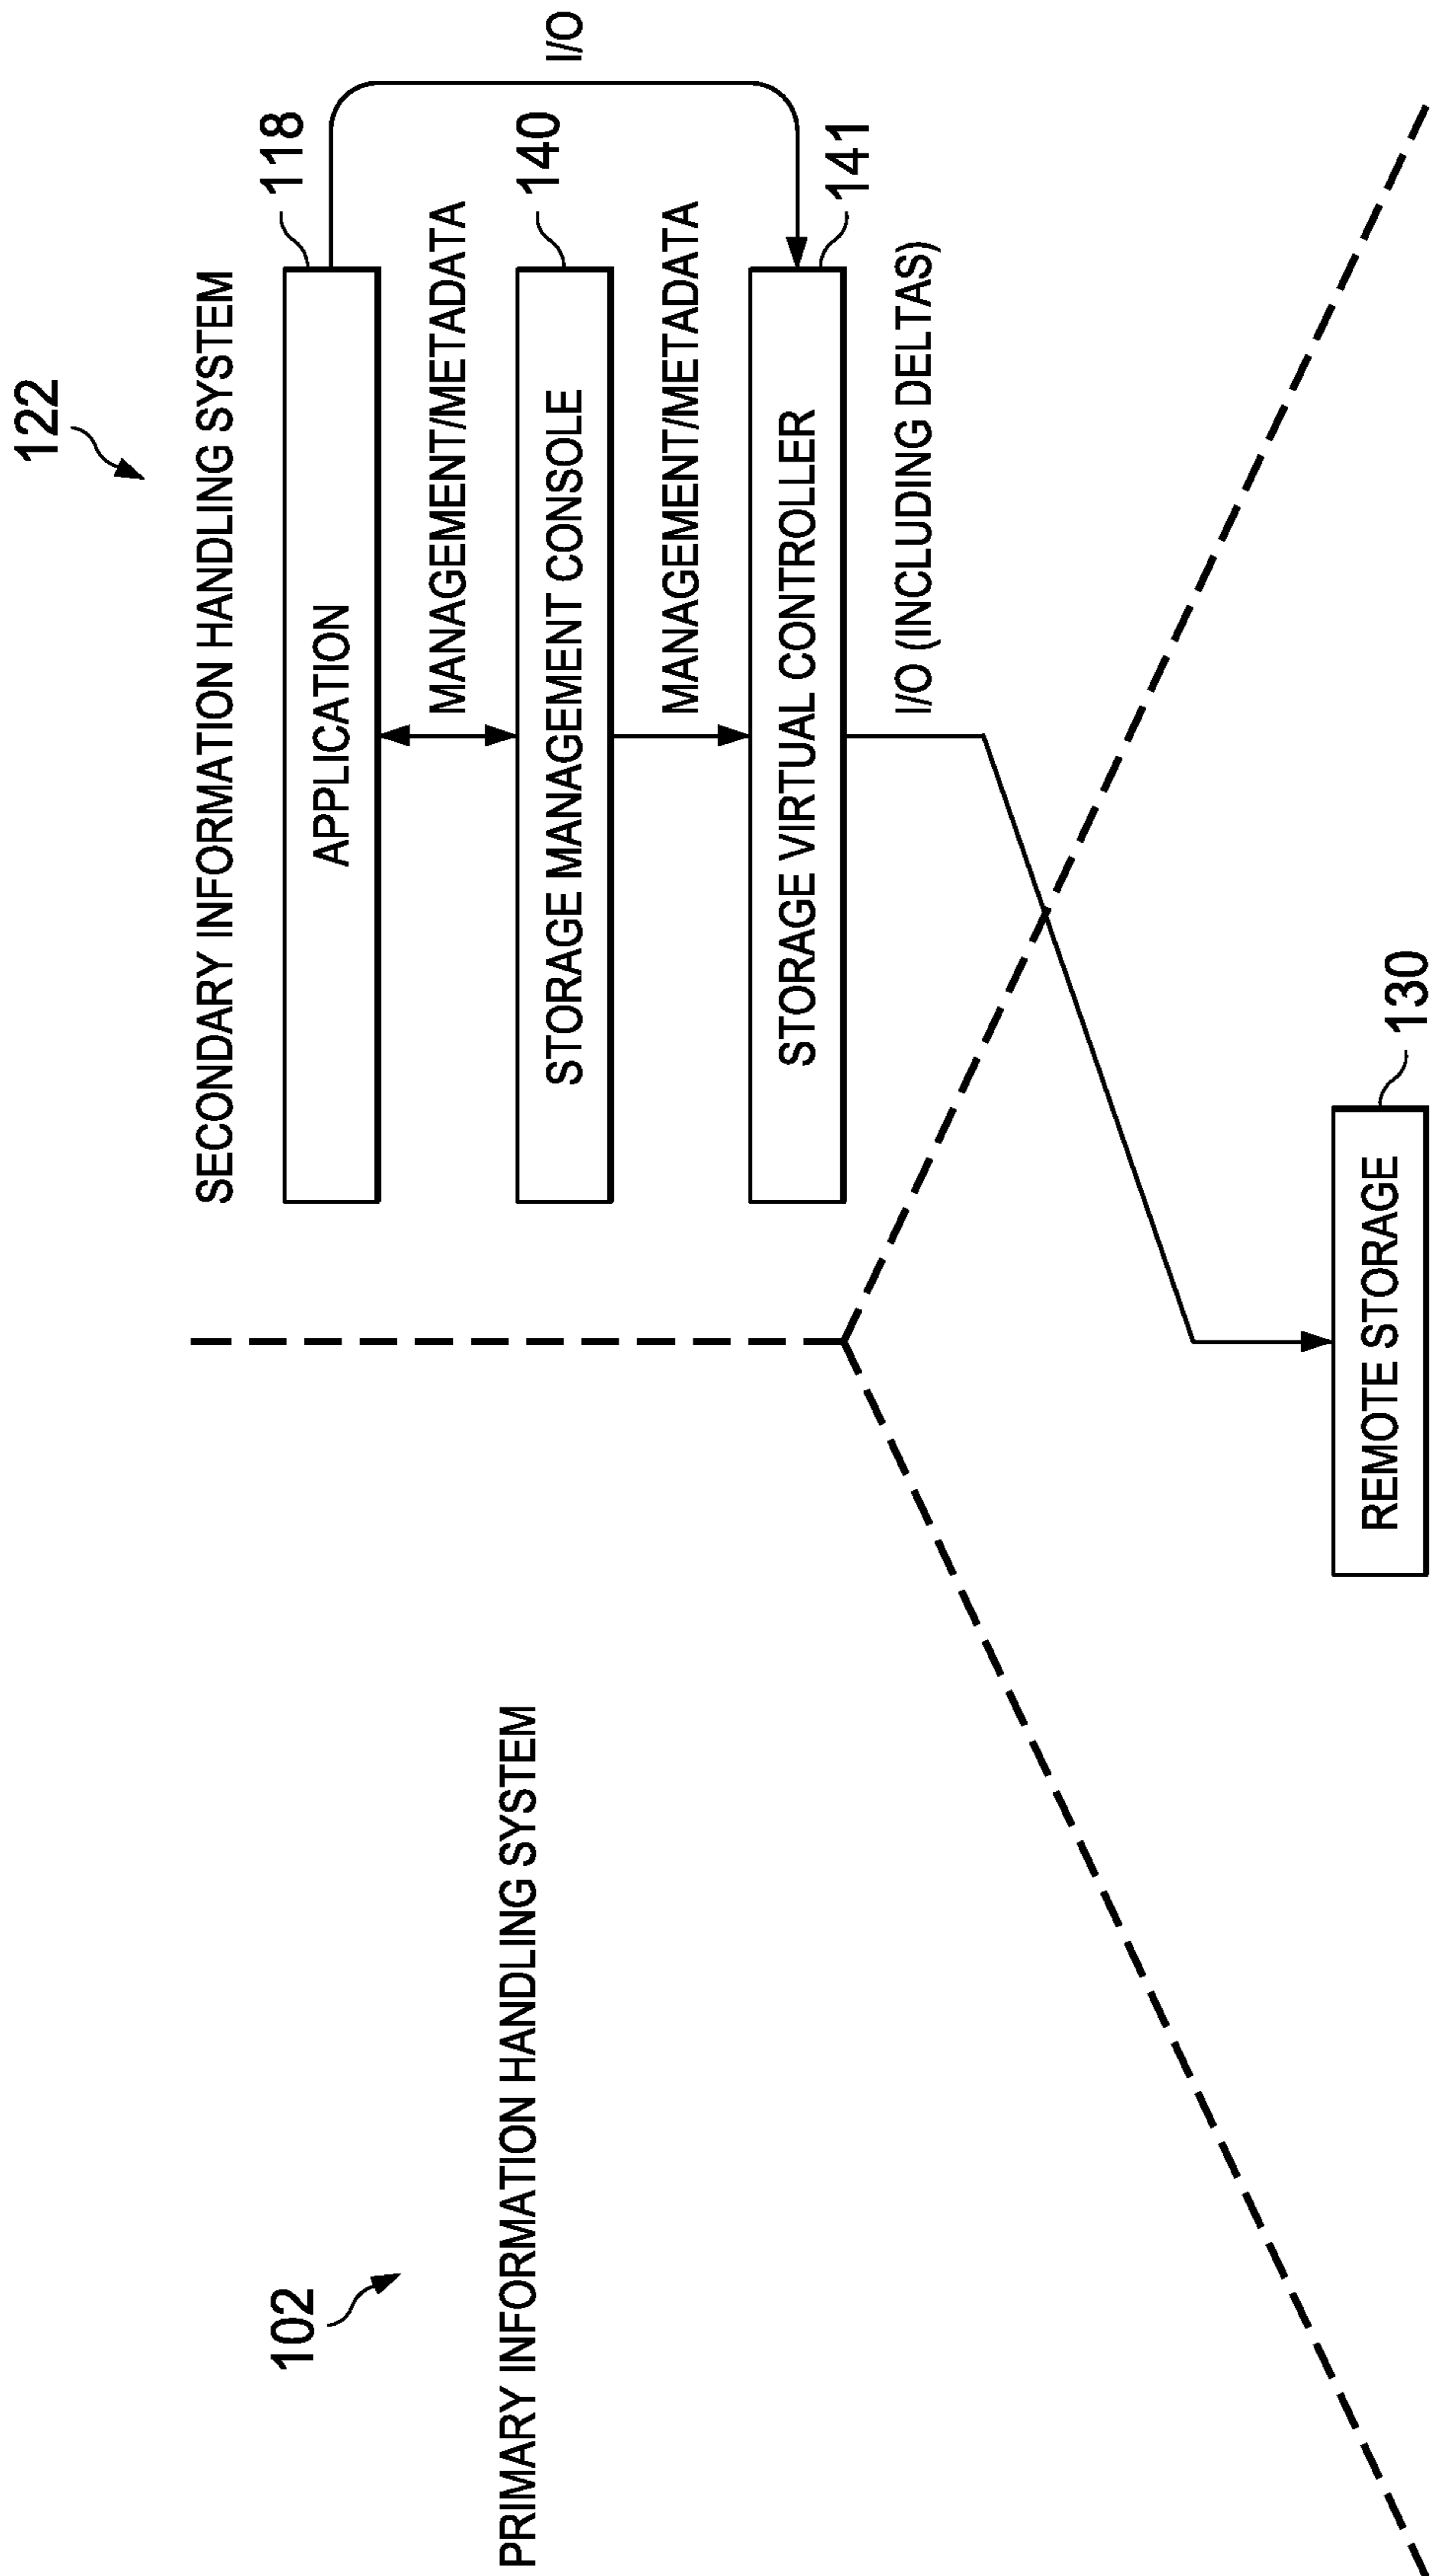 122
SECONDARY INFORMATION HANDLING SYSTEM
102
118
APPLICATION
MANAGEMENT/METADATA
I/O
PRIMARY INFORMATION HANDLING SYSTEM
140
STORAGE MANAGEMENT CONSOLE
MANAGEMENT/METADATA
141
STORAGE VIRTUAL CONTROLLER
I/O (INCLUDING DELTAS)
130
REMOTE STORAGE